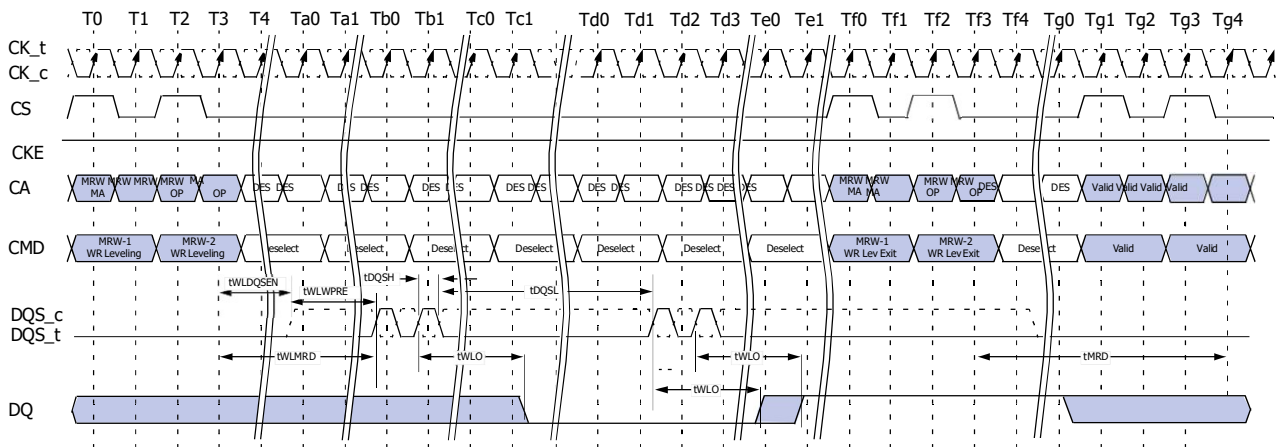 T0 T1 T2 T3 T4 Ta0 Ta1 Tb0 Tb1 Tc0 Tc1 Td0 Td1 Td2 Td3 Te0 Te1 Tf0 Tf1 Tf2 Tf3 Tf4 Tg0 Tg1 Tg2 Tg3 Tg4
CK_t
CK_c
CS
CKE
CA
MRW MRW MRW MRW MA
MA OP OP
DES DES DES DES DES DES DES DES DES DES DES DES DES
MRW MRW MRW MRW DES DES
MA MA OP OP
Valid Valid Valid Valid
CMD
MRW-1 MRW-2
WR Leveling WR Leveling
Deselect Deselect Deselect Deselect Deselect Deselect Deselect
MRW-1 MRW-2
WR Lev Exit WR Lev Exit
Deselect Valid Valid
tWLDQSEN tWLWPRE tDQSH tDQSL
DQS_c
DQS_t
tWLMRD tWLO tWLO tMRD
tWLO
DQ